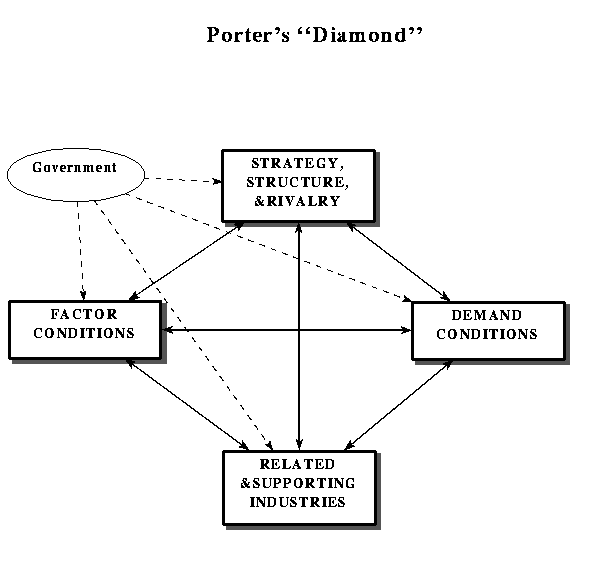 Porter’s “Diamond”
Government
STRATEGY,
STRUCTURE,
&RIVALRY
FACTOR
CONDITIONS
DEMAND
CONDITIONS
RELATED
&SUPPORTING
INDUSTRIES